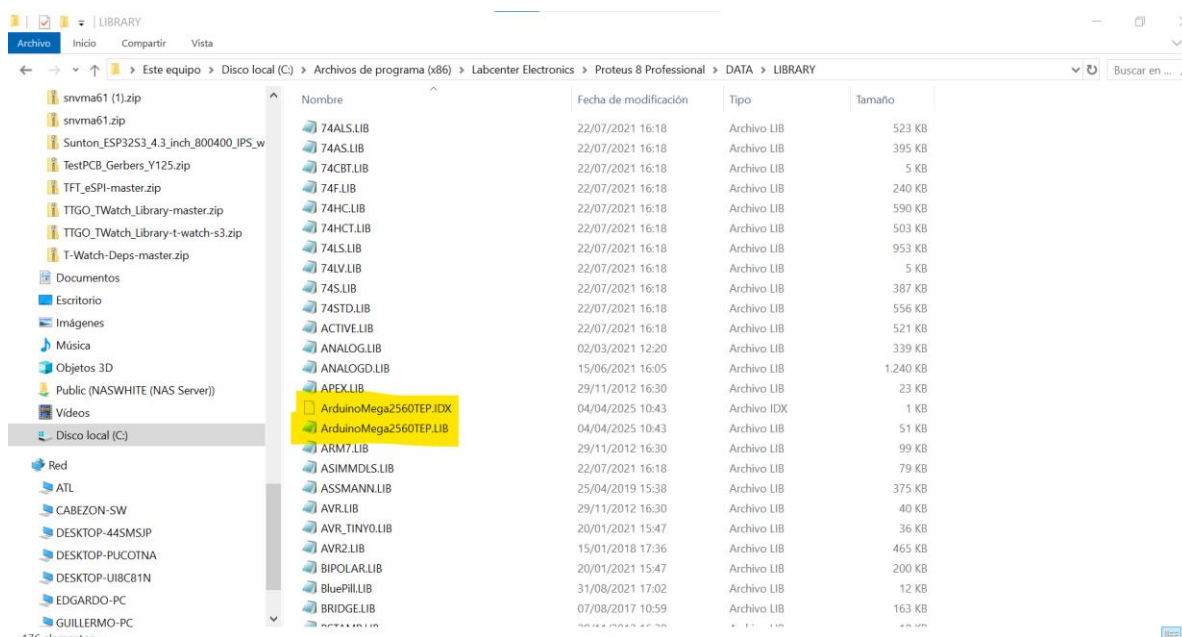 LIBRARY
Archivo Inicio Compartir Vista
Este equipo > Disco local (C:) > Archivos de programa (x86) > Labcenter Electronics > Proteus 8 Professional > DATA > LIBRARY
Buscar en ...
snvma61 (1).zip
snvma61.zip
Sunton_ESP32S3_4.3_inch_800400_IPS_w
TestPCB_Gerbers_Y125.zip
TFT_eSPI-master.zip
TTGO_TWatch_Library-master.zip
TTGO_TWatch_Library-t-watch-s3.zip
T-Watch-Deps-master.zip
Documentos
Escritorio
Imágenes
Música
Objetos 3D
Public (NASWHITE (NAS Server))
Vídeos
Disco local (C:)
Red
ATL
CABEZON-SW
DESKTOP-44SMSJP
DESKTOP-PUCOTNA
DESKTOP-UI8C81N
EDGARDO-PC
GUILLERMO-PC
Nombre Fecha de modificación Tipo Tamaño
74ALS.LIB 22/07/2021 16:18 Archivo LIB 523 KB
74AS.LIB 22/07/2021 16:18 Archivo LIB 395 KB
74CBT.LIB 22/07/2021 16:18 Archivo LIB 5 KB
74F.LIB 22/07/2021 16:18 Archivo LIB 240 KB
74HC.LIB 22/07/2021 16:18 Archivo LIB 590 KB
74HCT.LIB 22/07/2021 16:18 Archivo LIB 503 KB
74LS.LIB 22/07/2021 16:18 Archivo LIB 953 KB
74LV.LIB 22/07/2021 16:18 Archivo LIB 5 KB
74S.LIB 22/07/2021 16:18 Archivo LIB 387 KB
74STD.LIB 22/07/2021 16:18 Archivo LIB 556 KB
ACTIVE.LIB 22/07/2021 16:18 Archivo LIB 521 KB
ANALOG.LIB 02/03/2021 12:20 Archivo LIB 339 KB
ANALOGD.LIB 15/06/2021 16:05 Archivo LIB 1.240 KB
APEX.LIB 29/11/2012 16:30 Archivo LIB 23 KB
ArduinoMega2560TEP.IDX 04/04/2025 10:43 Archivo IDX 1 KB
ArduinoMega2560TEP.LIB 04/04/2025 10:43 Archivo LIB 51 KB
ARM7.LIB 29/11/2012 16:30 Archivo LIB 99 KB
ASIMMDLS.LIB 22/07/2021 16:18 Archivo LIB 79 KB
ASSMANN.LIB 25/04/2019 15:38 Archivo LIB 375 KB
AVR.LIB 29/11/2012 16:30 Archivo LIB 40 KB
AVR_TINY0.LIB 20/01/2021 15:47 Archivo LIB 36 KB
AVR2.LIB 15/01/2018 17:36 Archivo LIB 465 KB
BIPOLAR.LIB 20/01/2021 15:47 Archivo LIB 200 KB
BluePill.LIB 31/08/2021 17:02 Archivo LIB 12 KB
BRIDGE.LIB 07/08/2017 10:59 Archivo LIB 163 KB